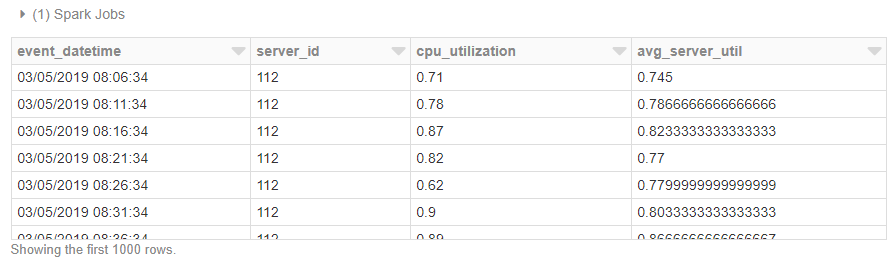 (1) Spark Jobs
event_datetime server_id cpu_utilization avg_server_util
03/05/2019 08:06:34 112 0.71 0.745
03/05/2019 08:11:34 112 0.78 0.7866666666666666
03/05/2019 08:16:34 112 0.87 0.8233333333333333
03/05/2019 08:21:34 112 0.82 0.77
03/05/2019 08:26:34 112 0.62 0.7799999999999999
03/05/2019 08:31:34 112 0.9 0.8033333333333333
03/05/2019 08:36:34 112 0.89 0.8666666666666667
Showing the first 1000 rows.